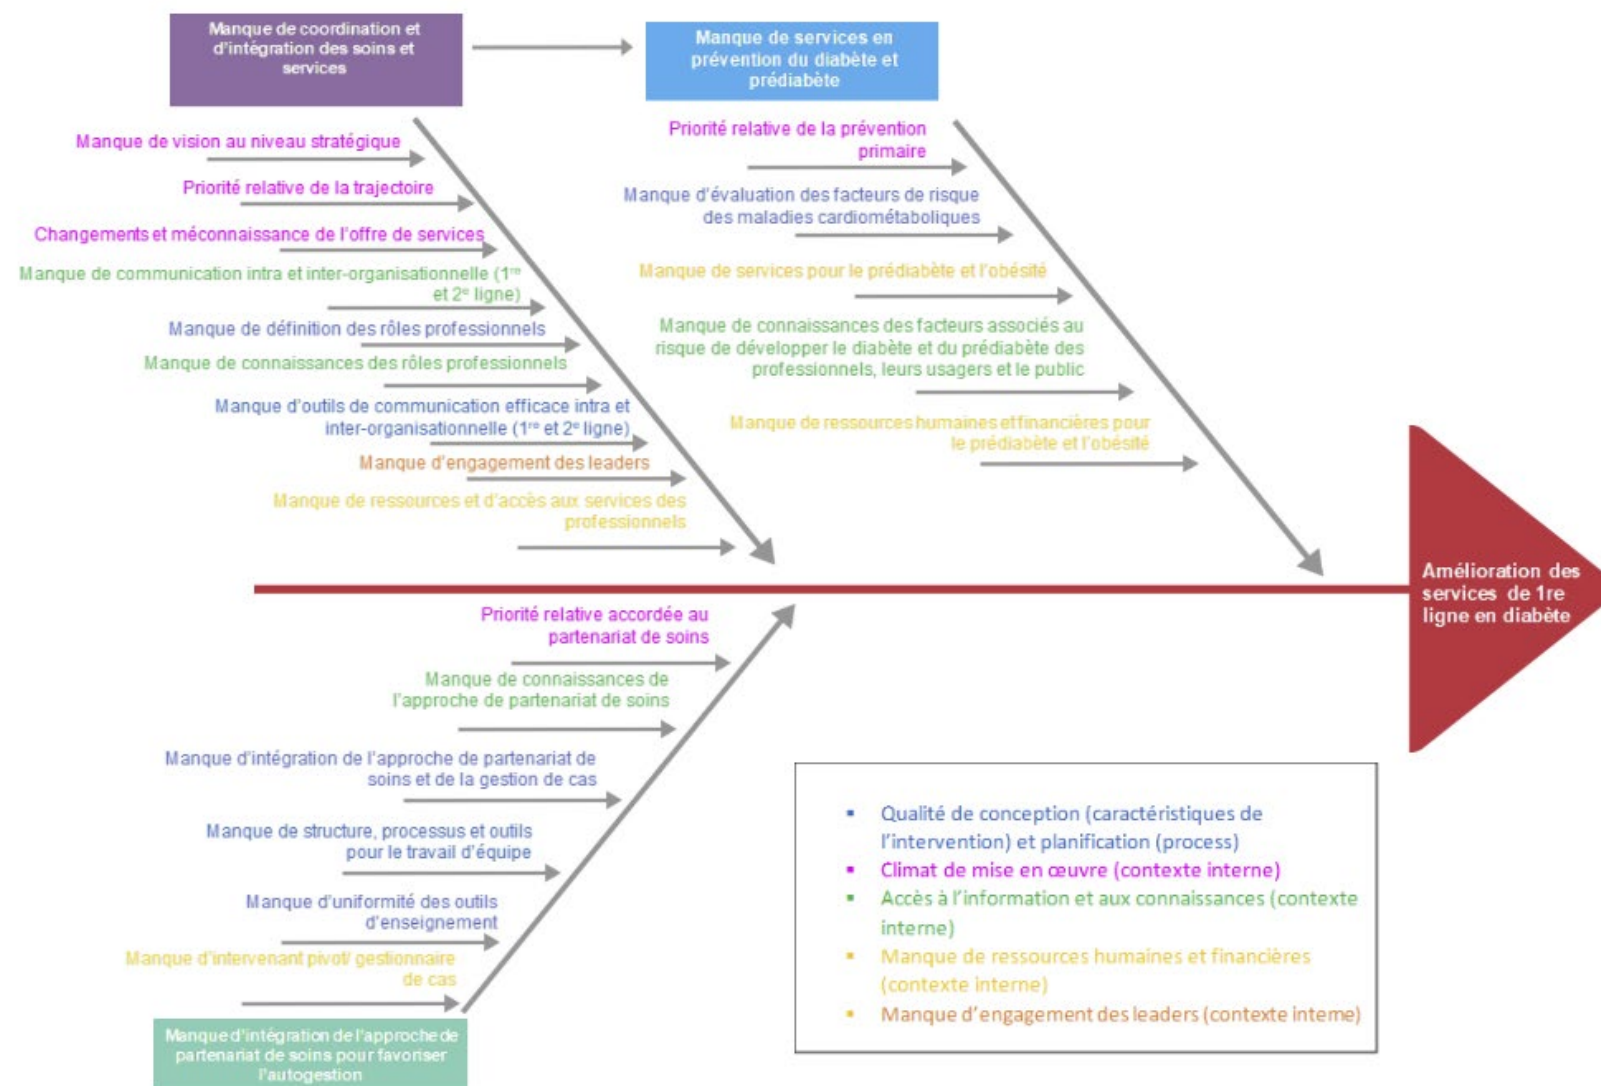 Manque de coordination et
d'intégration des soins et
services
Manque de services en
prévention du diabète et
prédiabète
Manque de vision au niveau stratégique
Priorité relative de la trajectoire
Changements et méconnaissance de l'offre de services
Manque de communication intra et inter-organisationnelle (1re
et 2e ligne)
Manque de définition des rôles professionnels
Manque de connaissances des rôles professionnels
Manque d'outils de communication efficace intra et
inter-organisationnelle (1re et 2e ligne)
Manque d'engagement des leaders
Manque de ressources et d'accès aux services des
professionnels
Priorité relative de la prévention
primaire
Manque d'évaluation des facteurs de risque
des maladies cardiométaboliques
Manque de services pour le prédiabète et l'obésité
Manque de connaissances des facteurs associés au
risque de développer le diabète et du prédiabète des
professionnels, leurs usagers et le public
Manque de ressources humaines et financières pour
le prédiabète et l'obésité
Amélioration des
services de 1re
ligne en diabète
Priorité relative accordée au
partenariat de soins
Manque de connaissances de
l'approche de partenariat de soins
Manque d'intégration de l'approche de partenariat de
soins et de la gestion de cas
Manque de structure, processus et outils
pour le travail d'équipe
Manque d'uniformité des outils
d'enseignement
Manque d'intervenant pivot/ gestionnaire
de cas
Manque d'intégration de l'approche de
partenariat de soins pour favoriser
l'autogestion
▪ Qualité de conception (caractéristiques de
l'intervention) et planification (process)
▪ Climat de mise en œuvre (contexte interne)
▪ Accès à l'information et aux connaissances (contexte
interne)
▪ Manque de ressources humaines et financières
(contexte interne)
▪ Manque d'engagement des leaders (contexte interne)